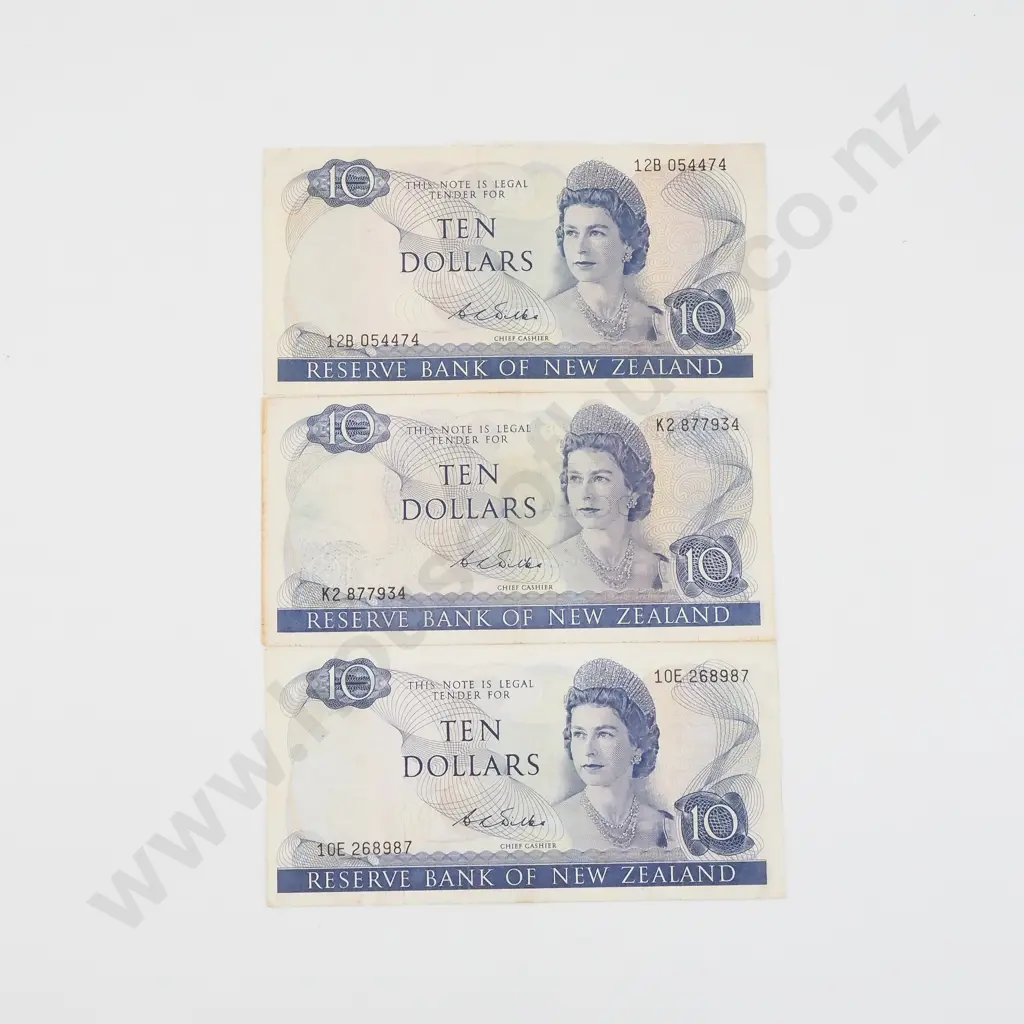 10
THIS NOTE IS LEGAL
TENDER FOR
12B 054474
TEN
DOLLARS
12B 054474
CHIEF CASHIER
10
RESERVE BANK OF NEW ZEALAND
10
THIS NOTE IS LEGAL
TENDER FOR
K2 877934
TEN
DOLLARS
K2 877934
CHIEF CASHIER
10
RESERVE BANK OF NEW ZEALAND
10
THIS NOTE IS LEGAL
TENDER FOR
10E 268987
TEN
DOLLARS
10E 268987
CHIEF CASHIER
10
RESERVE BANK OF NEW ZEALAND